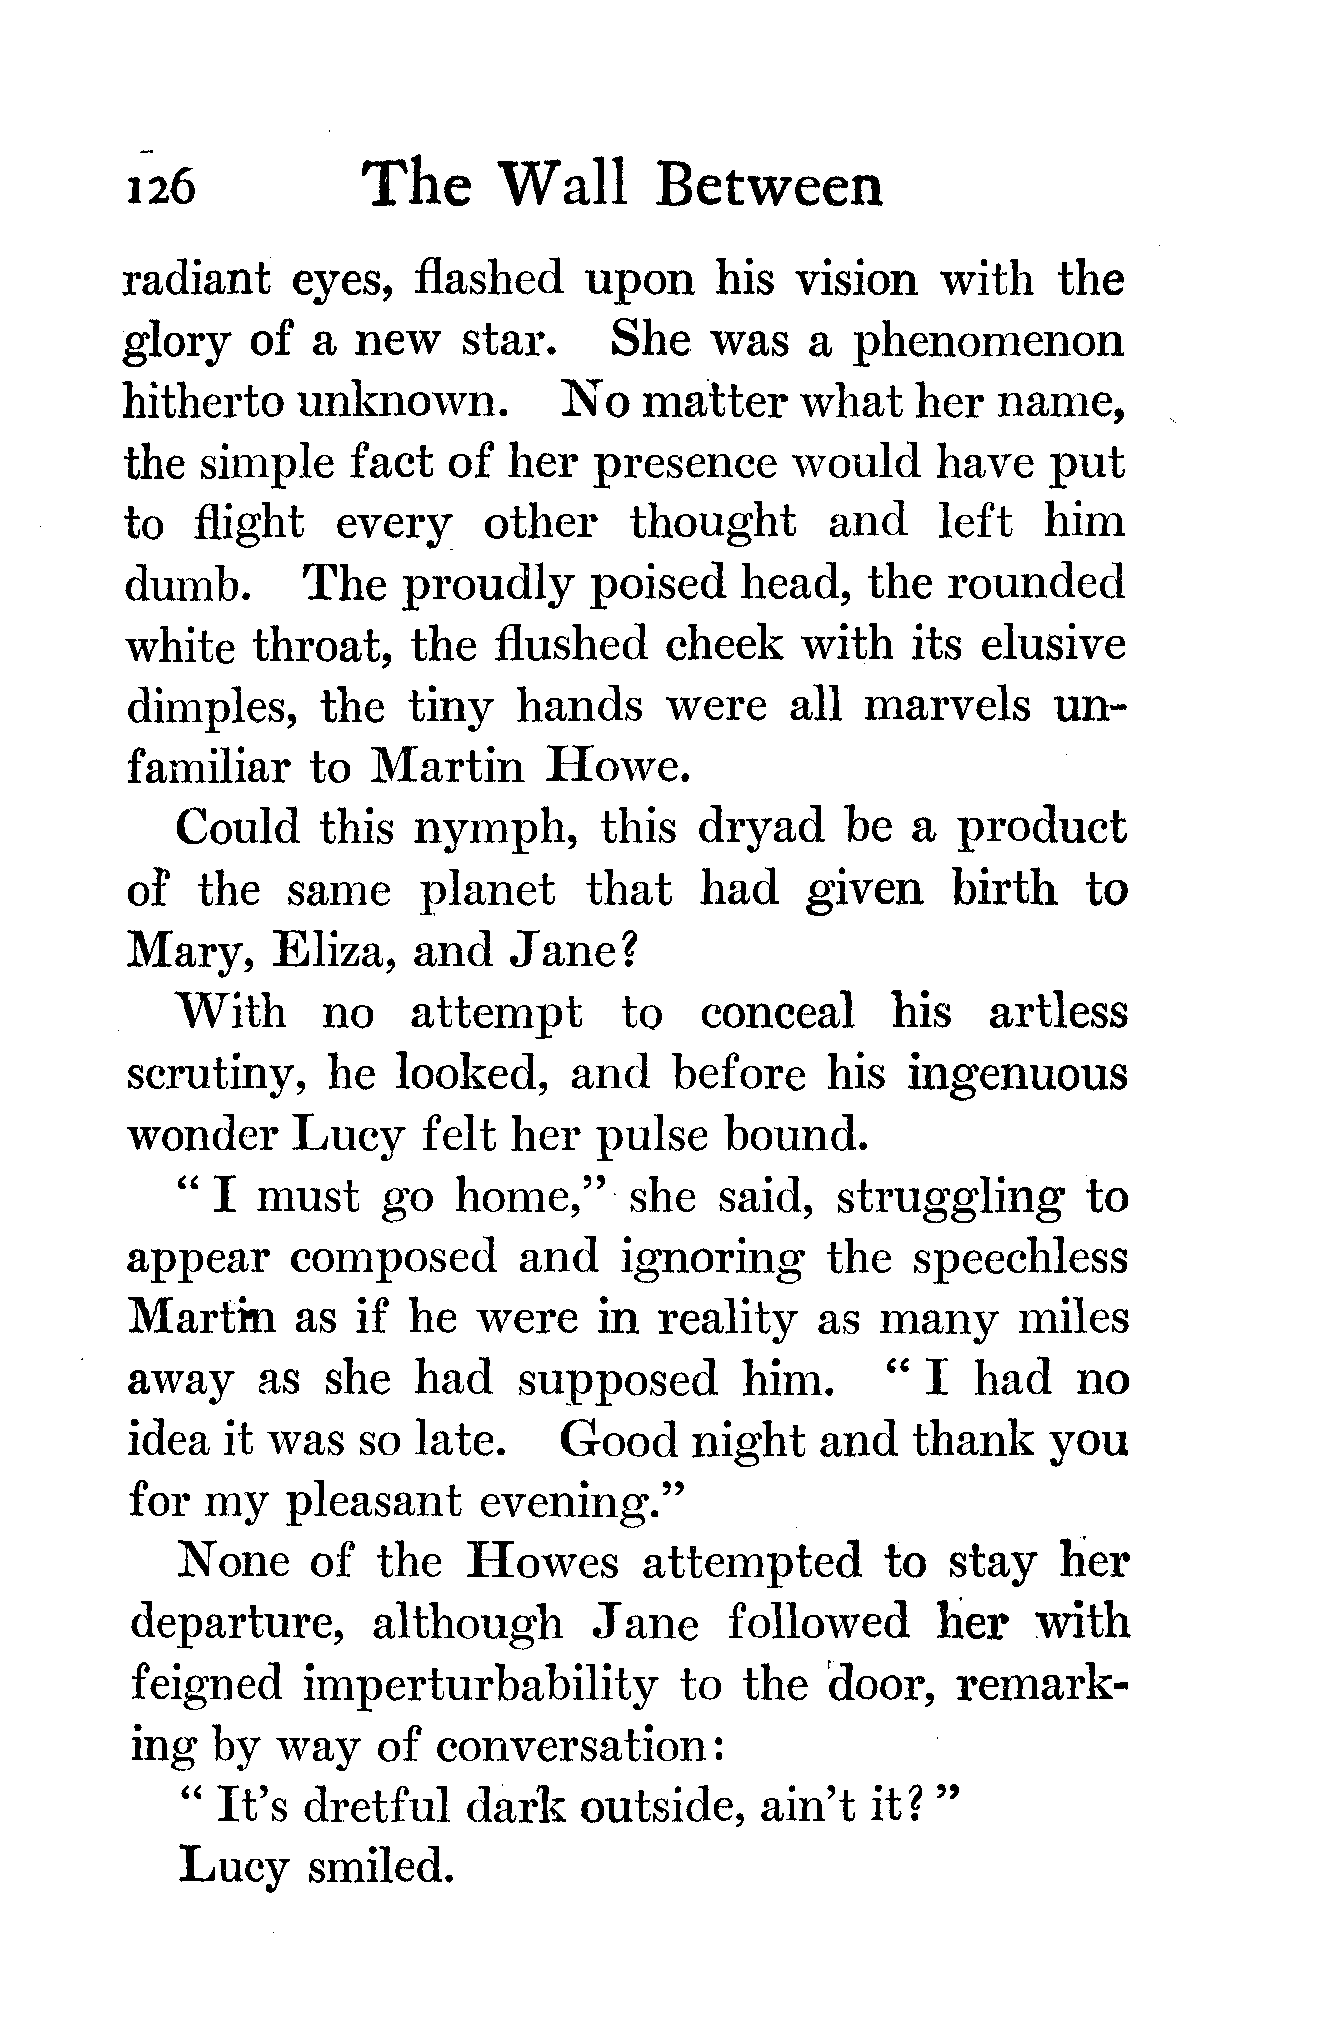 126 The Wall Between
radiant eyes, flashed upon his vision with the
glory of a new star. She was a phenomenon
hitherto unknown. No matter what her name,
the simple fact of her presence would have put
to flight every other thought and left him
dumb. The proudly poised head, the rounded
white throat, the flushed cheek with its elusive
dimples, the tiny hands were all marvels un-
familiar to Martin Howe.
Could this nymph, this dryad be a product
of the same planet that had given birth to
Mary, Eliza, and Jane?
With no attempt to conceal his artless
scrutiny, he looked, and before his ingenuous
wonder Lucy felt her pulse bound.
“ I must go home,” she said, struggling to
appear composed and ignoring the speechless
Martin as if he were in reality as many miles
away as she had supposed him. “ I had no
idea it was so late. Good night and thank you
for my pleasant evening.”
None of the Howes attempted to stay her
departure, although Jane followed her with
feigned imperturbability to the door, remark-
ing by way of conversation:
“ It’s dretful dark outside, ain’t it? ”
Lucy smiled.